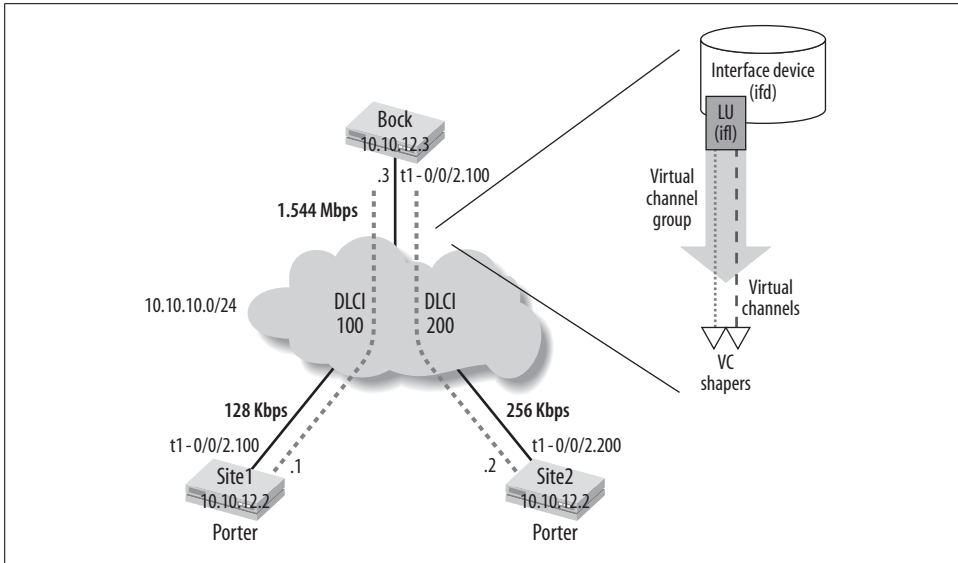 Interface device
(ifd)
LU
(ifl)
Bock
10.10.12.3
.3
t1-0/0/2.100
Virtual
channel
group
1.544 Mbps
10.10.10.0/24
DLCI
100
DLCI
200
Virtual
channels
VC
shapers
128 Kbps
256 Kbps
t1-0/0/2.100
t1-0/0/2.200
.1
.2
Site1
10.10.12.2
Porter
Site2
10.10.12.2
Porter